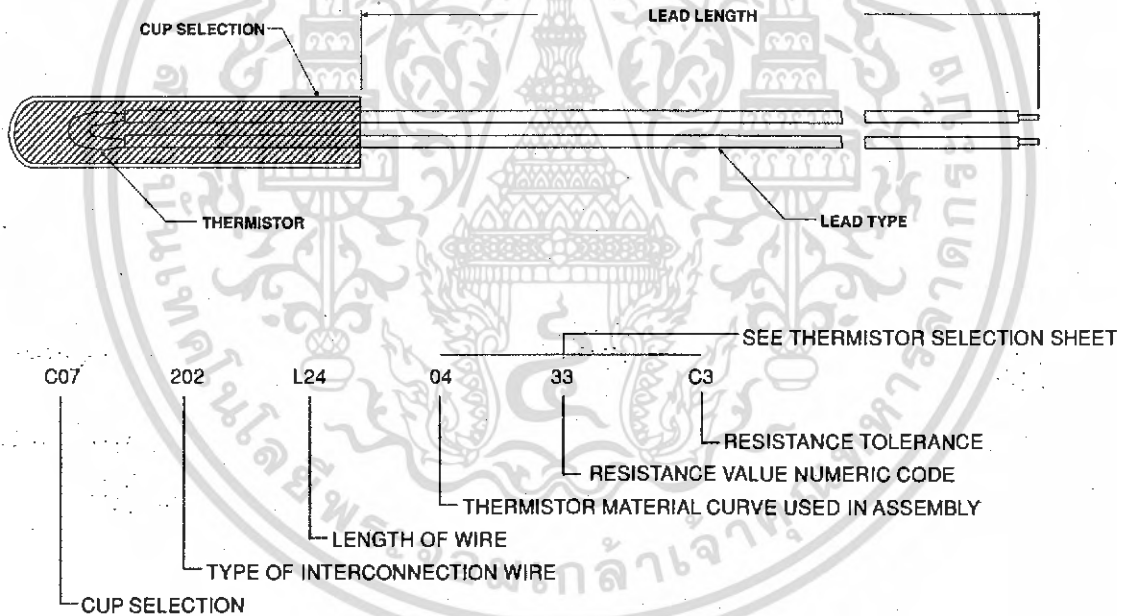 LEAD LENGTH
CUP SELECTION
THERMISTOR
LEAD TYPE
SEE THERMISTOR SELECTION SHEET
C07 202 L24 04 33 C3
RESISTANCE TOLERANCE
RESISTANCE VALUE NUMERIC CODE
THERMISTOR MATERIAL CURVE USED IN ASSEMBLY
LENGTH OF WIRE
TYPE OF INTERCONNECTION WIRE
CUP SELECTION